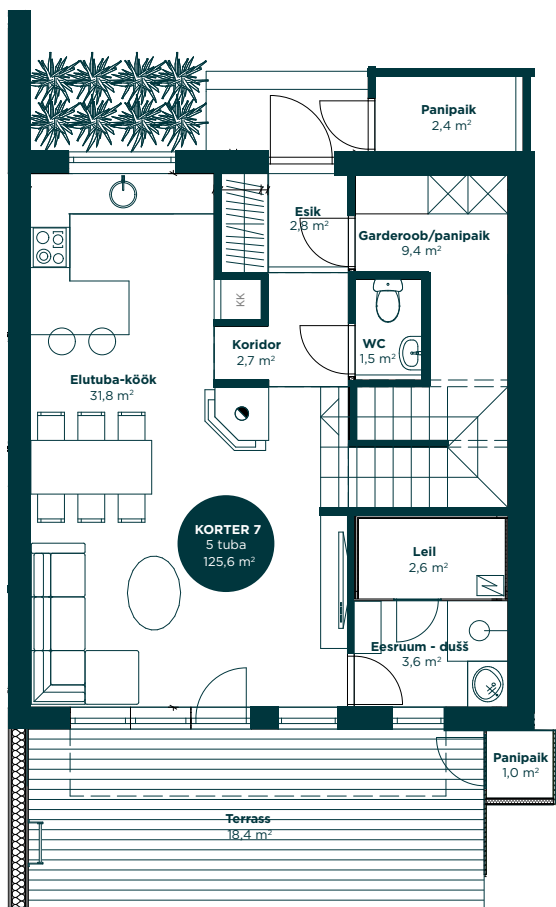 Panipaik
2,4 m²
Esik
2,8 m²
Garderoob/panipaik
9,4 m²
KK
Koridor
2,7 m²
WC
1,5 m²
Elutuba-köök
31,8 m²
KORTER 7
5 tuba
125,6 m²
Leil
2,6 m²
Eesruum - dušš
3,6 m²
Panipaik
1,0 m²
Terrass
18,4 m²